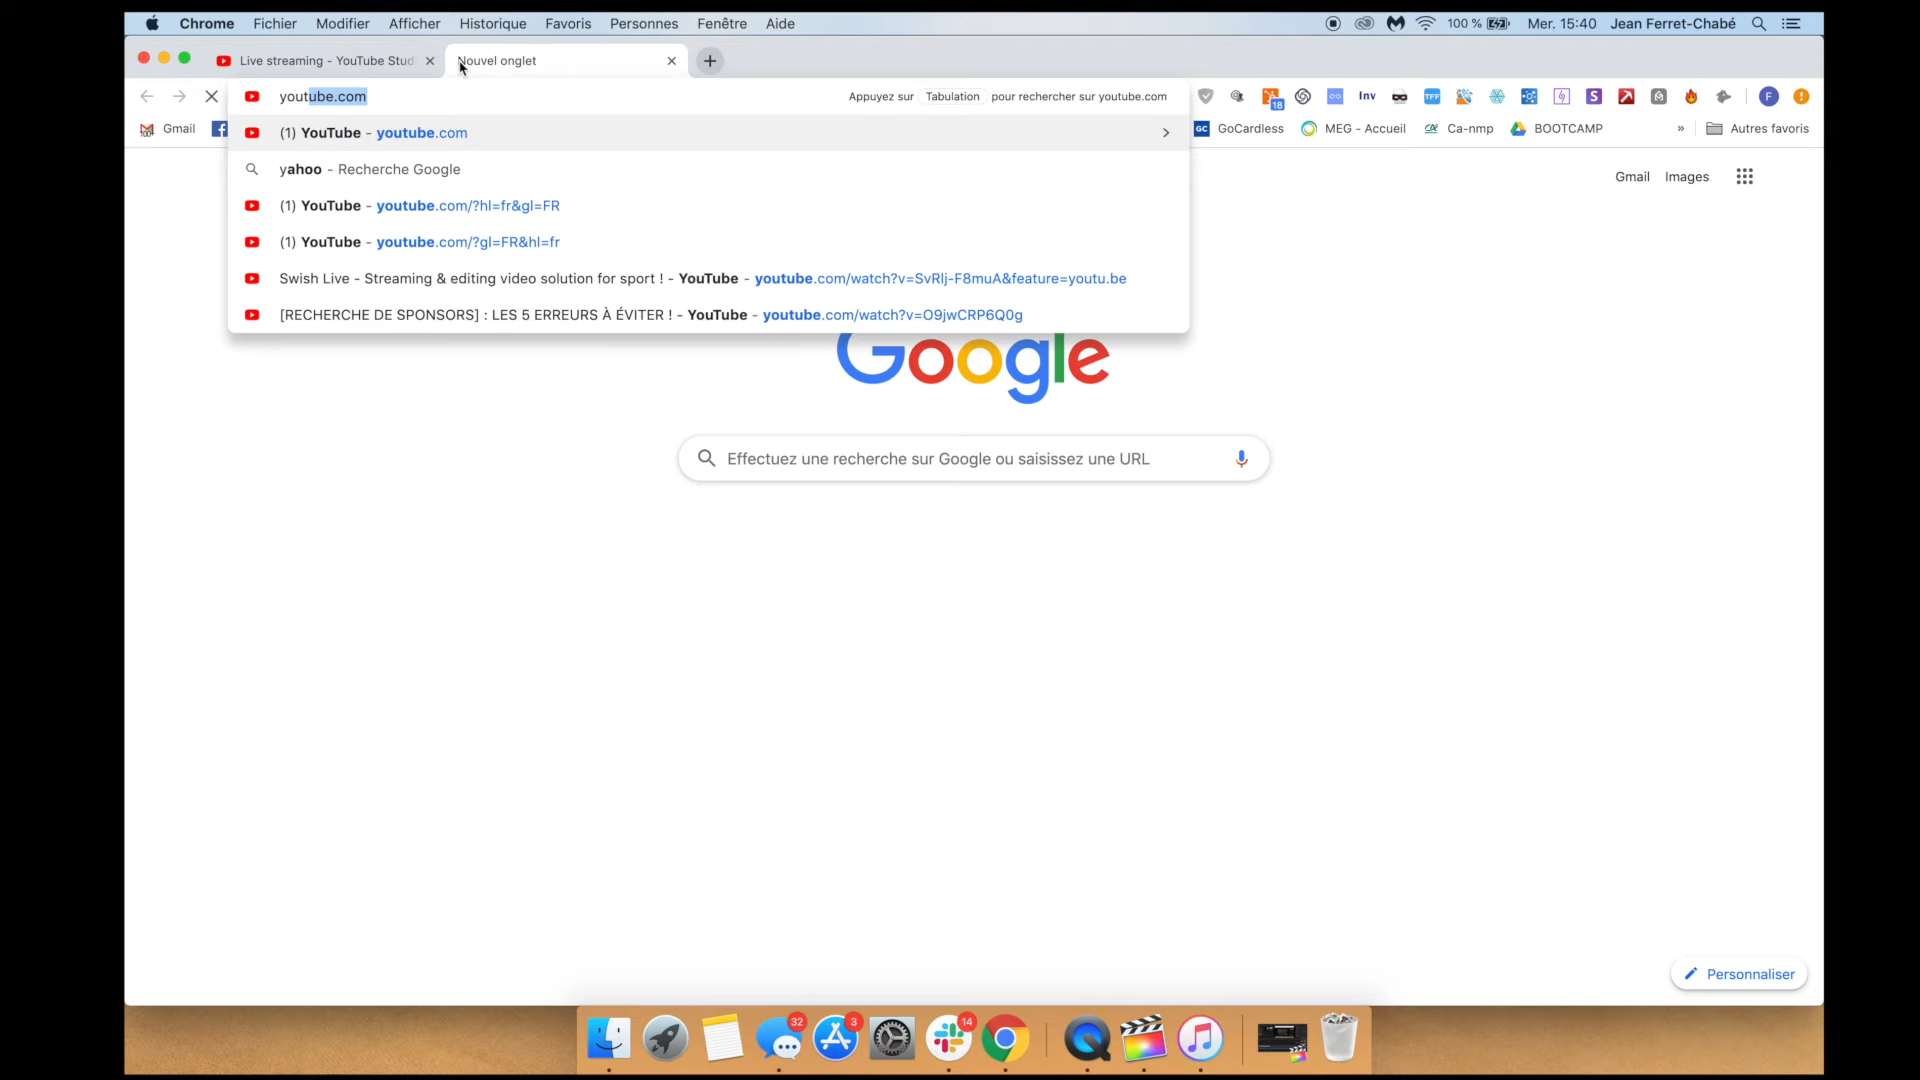 Chrome Fichier Modifier Afficher Historique Favoris Personnes Fenêtre Aide 100 % Mer. 15:40 Jean Ferret-Chabé
Live streaming - YouTube Stud Nouvel onglet
youtube.com Appuyez sur Tabulation pour rechercher sur youtube.com 18 Inv TFF S F
Gmail GC GoCardless MEG - Accueil CA Ca-nmp BOOTCAMP » Autres favoris
(1) YouTube - youtube.com
yahoo - Recherche Google
Gmail Images
(1) YouTube - youtube.com/?hl=fr&gl=FR
(1) YouTube - youtube.com/?gl=FR&hl=fr
Swish Live - Streaming & editing video solution for sport ! - YouTube - youtube.com/watch?v=SvRlj-F8muA&feature=youtu.be
[RECHERCHE DE SPONSORS] : LES 5 ERREURS À ÉVITER ! - YouTube - youtube.com/watch?v=O9jwCRP6Q0g
Google
Effectuez une recherche sur Google ou saisissez une URL
Personnaliser
32 3 14